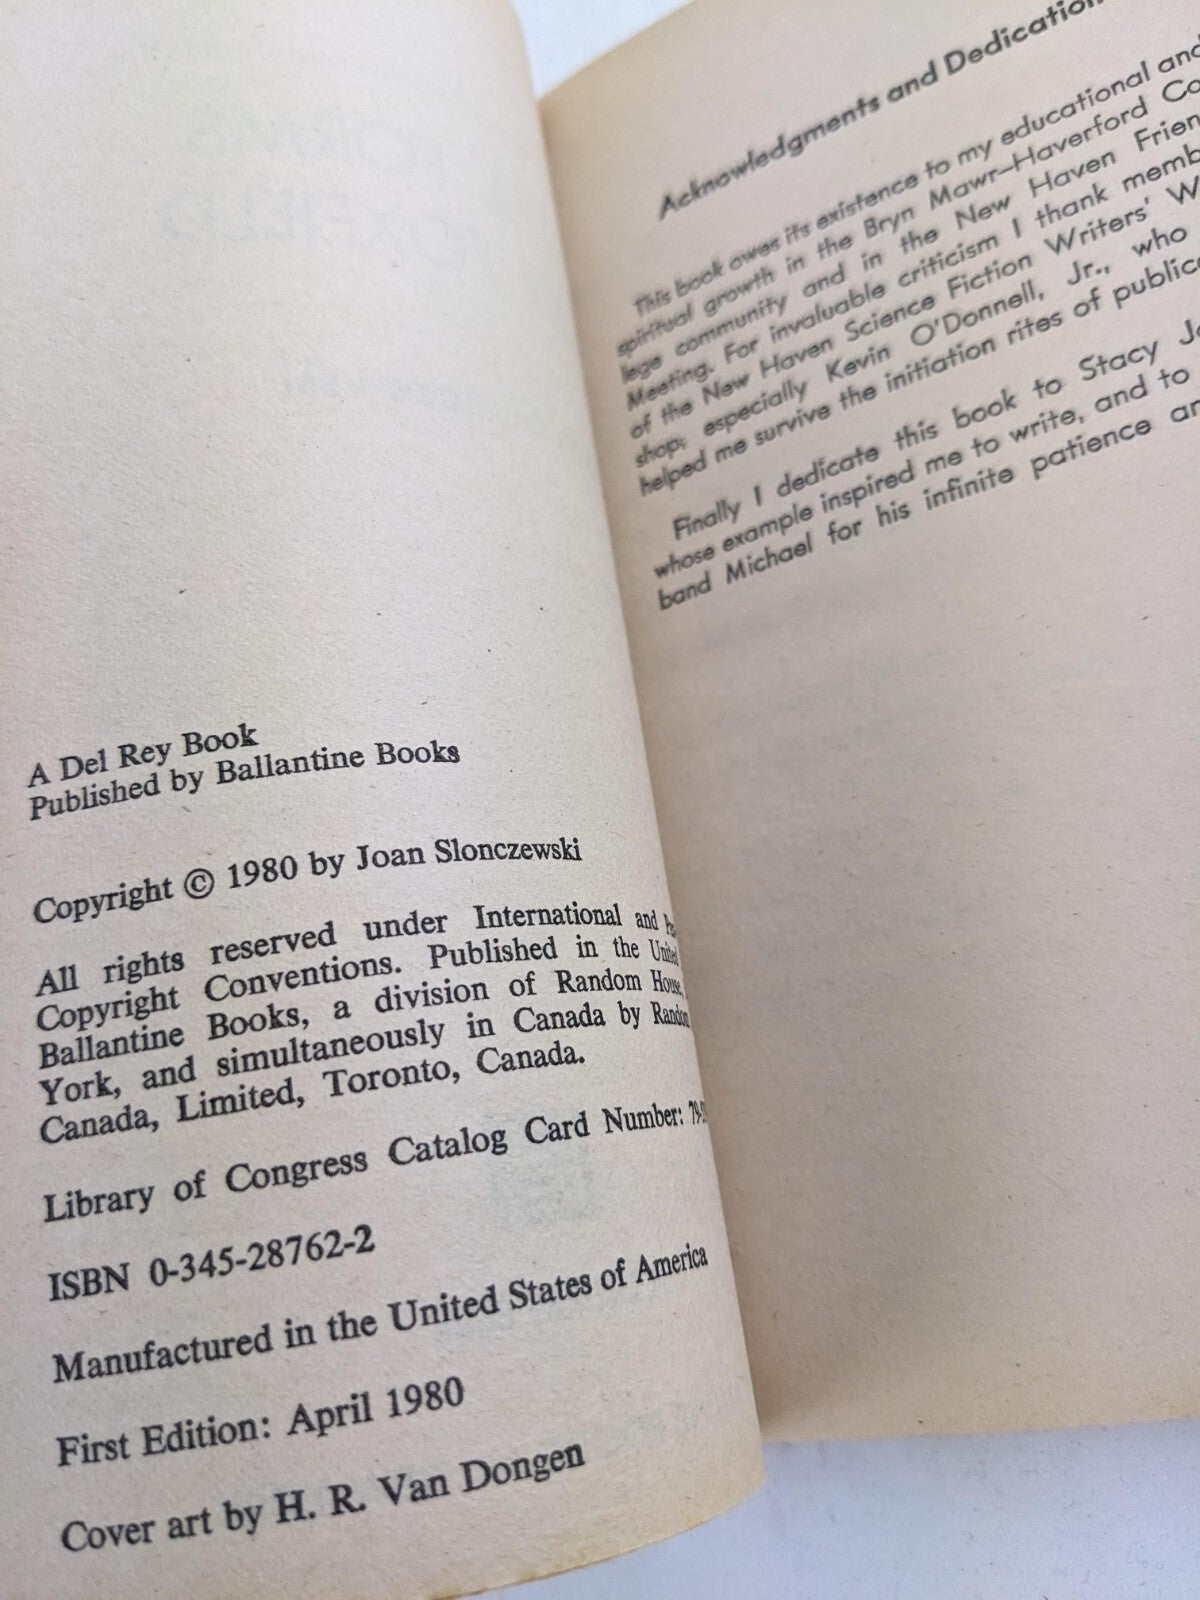 A Del Rey Book
Published by Ballantine Books
Copyright © 1980 by Joan Slonczewski
All rights reserved under International and
Copyright Conventions. Published in the United
Ballantine Books, a division of Random House,
York, and simultaneously in Canada by Random
Canada, Limited, Toronto, Canada.
Library of Congress Catalog Card Number: 79-
ISBN 0-345-28762-2
Manufactured in the United States of America
First Edition: April 1980
Cover art by H. R. Van Dongen
Acknowledgments and Dedication
This book owes its existence to my educational and
spiritual growth in the Bryn Mawr–Haverford Co
lege community and in the New Haven Frien
Meeting. For invaluable criticism I thank memb
of the New Haven Science Fiction Writers' W
shop, especially Kevin O'Donnell, Jr., who
helped me survive the initiation rites of publica
Finally I dedicate this book to Stacy Jo
whose example inspired me to write, and to
band Michael for his infinite patience an